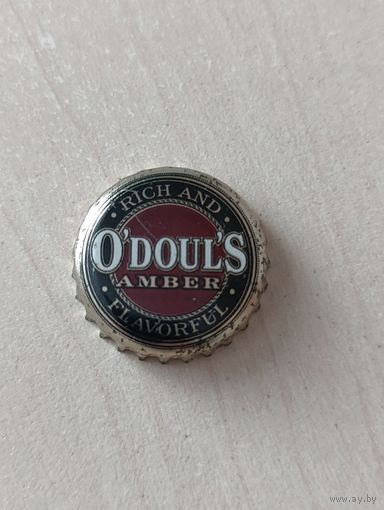 RICH AND
O'DOUL'S
AMBER
FLAVORFUL
www.ay.by